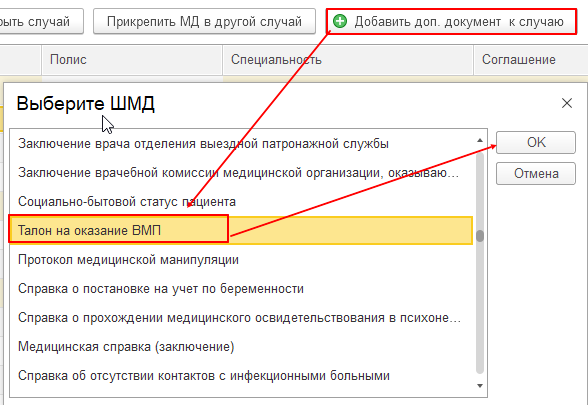 рыть случай
Прикрепить МД в другой случай
Добавить доп. документ к случаю
Полис
Специальность
Соглашение
Выберите ШМД
Заключение врача отделения выездной патронажной службы
Заключение врачебной комиссии медицинской организации, оказываю...
OK
Отмена
Социально-бытовой статус пациента
Талон на оказание ВМП
Протокол медицинской манипуляции
Справка о постановке на учет по беременности
Справка о прохождении медицинского освидетельствования в психоне...
Медицинская справка (заключение)
Справка об отсутствии контактов с инфекционными больными